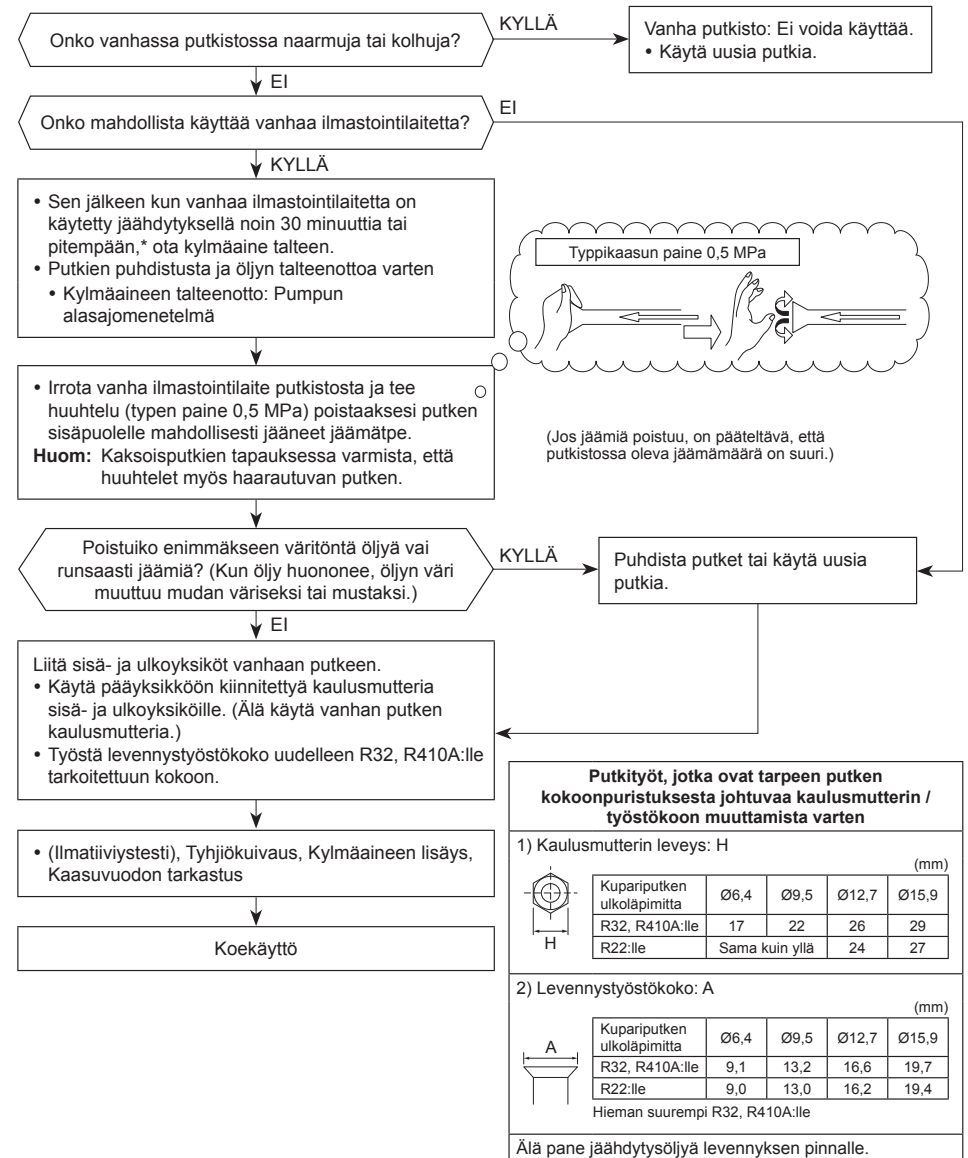 Onko vanhassa putkistossa naarmuja tai kolhuja?
KYLLÄ
Vanha putkisto: Ei voida käyttää.
• Käytä uusia putkia.
EI
Onko mahdollista käyttää vanhaa ilmastointilaitetta?
EI
KYLLÄ
• Sen jälkeen kun vanhaa ilmastointilaitetta on
käytetty jäähdytyksellä noin 30 minuuttia tai
pitempään,* ota kylmäaine talteen.
• Putkien puhdistusta ja öljyn talteenottoa varten
• Kylmäaineen talteenotto: Pumpun
alasajomenetelmä
Typpikaasun paine 0,5 MPa
• Irrota vanha ilmastointilaite putkistosta ja tee
huuhtelu (typen paine 0,5 MPa) poistaaksesi putken
sisäpuolelle mahdollisesti jääneet jäämätpe.
Huom: Kaksoisputkien tapauksessa varmista, että
huuhtelet myös haarautuvan putken.
(Jos jäämiä poistuu, on pääteltävä, että
putkistossa oleva jäämämäärä on suuri.)
Poistuiko enimmäkseen väritöntä öljyä vai
runsaasti jäämiä? (Kun öljy huononee, öljyn väri
muuttuu mudan väriseksi tai mustaksi.)
KYLLÄ
Puhdista putket tai käytä uusia
putkia.
EI
Liitä sisä- ja ulkoyksiköt vanhaan putkeen.
• Käytä pääyksikköön kiinnitettyä kaulusmutteria
sisä- ja ulkoyksiköille. (Älä käytä vanhan putken
kaulusmutteria.)
• Työstä levennystyöstökoko uudelleen R32, R410A:lle
tarkoitettuun kokoon.
• (Ilmatiiviystesti), Tyhjiökuivaus, Kylmäaineen lisäys,
Kaasuvuodon tarkastus
Koekäyttö
Putkityöt, jotka ovat tarpeen putken
kokoonpuristuksesta johtuvaa kaulusmutterin /
työstökoon muuttamista varten
1) Kaulusmutterin leveys: H
(mm)
H
Kupariputken
ulkoläpimitta Ø6,4 Ø9,5 Ø12,7 Ø15,9
R32, R410A:lle 17 22 26 29
R22:lle Sama kuin yllä 24 27
2) Levennystyöstökoko: A
(mm)
A
Kupariputken
ulkoläpimitta Ø6,4 Ø9,5 Ø12,7 Ø15,9
R32, R410A:lle 9,1 13,2 16,6 19,7
R22:lle 9,0 13,0 16,2 19,4
Hieman suurempi R32, R410A:lle
Älä pane jäähdytysöljyä levennyksen pinnalle.